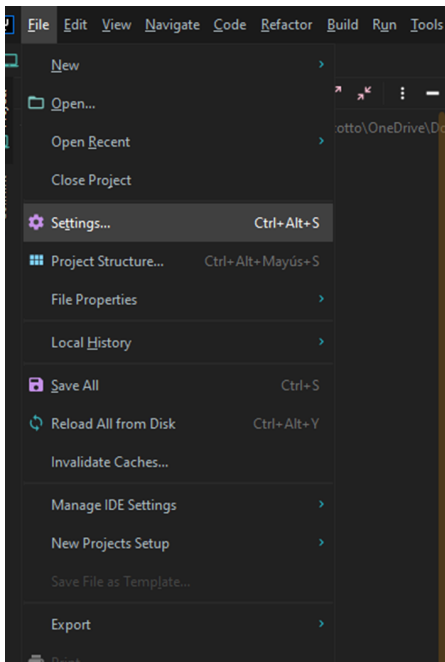 File Edit View Navigate Code Refactor Build Run Tools
New
Open...
otto\OneDrive\Do
Open Recent
Close Project
Settings... Ctrl+Alt+S
Project Structure... Ctrl+Alt+Mayús+S
File Properties
Local History
Save All Ctrl+S
Reload All from Disk Ctrl+Alt+Y
Invalidate Caches...
Manage IDE Settings
New Projects Setup
Save File as Template...
Export
Print...